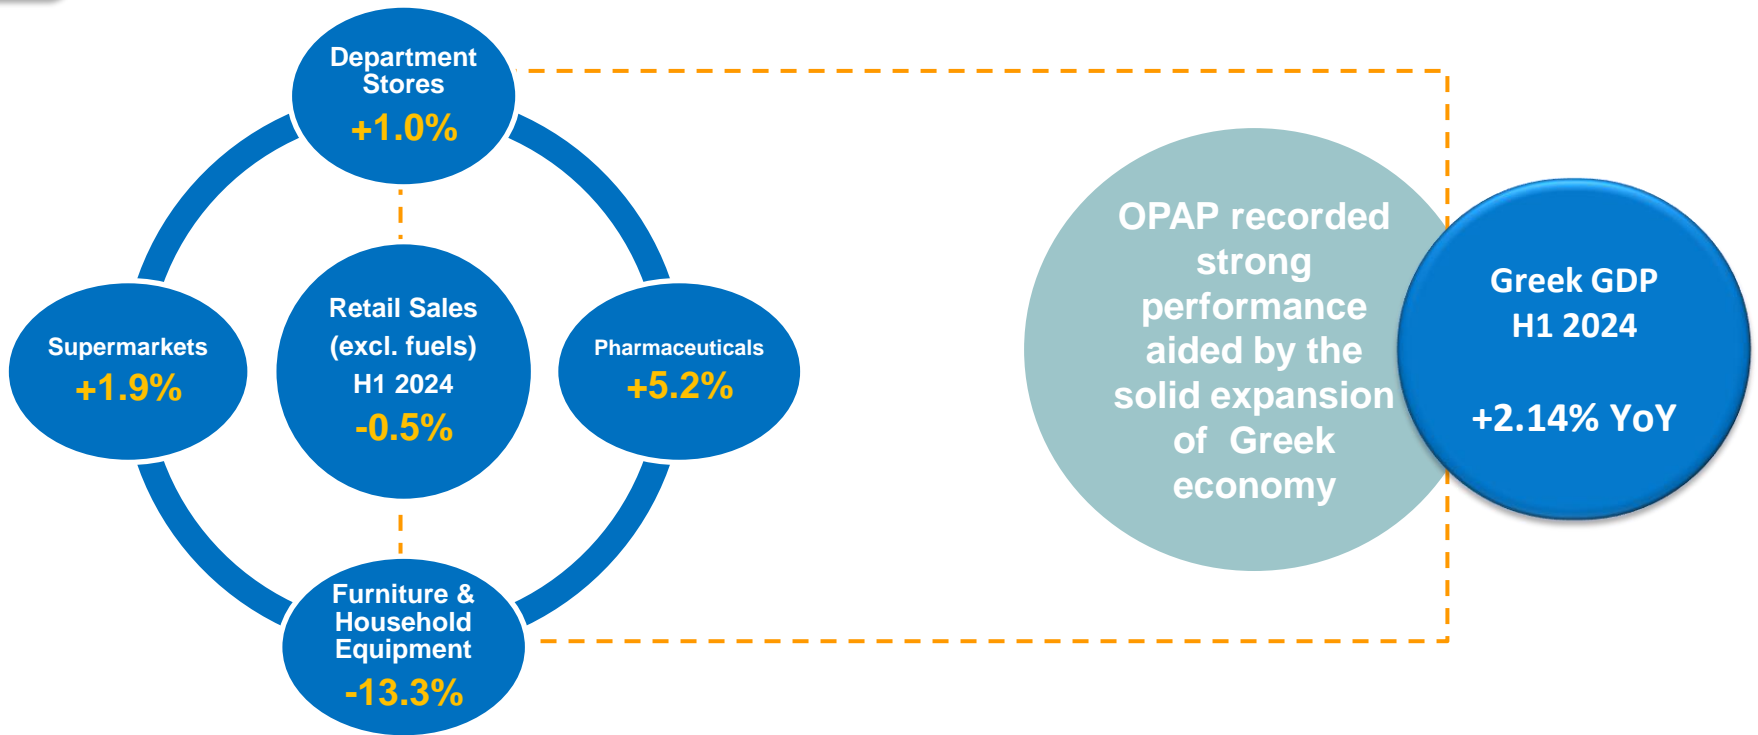 Department
Stores
+1.0%
Supermarkets
+1.9%
Retail Sales
(excl. fuels)
H1 2024
-0.5%
Pharmaceuticals
+5.2%
Furniture &
Household
Equipment
-13.3%
OPAP recorded
strong
performance
aided by the
solid expansion
of Greek
economy
Greek GDP
H1 2024
+2.14% YoY